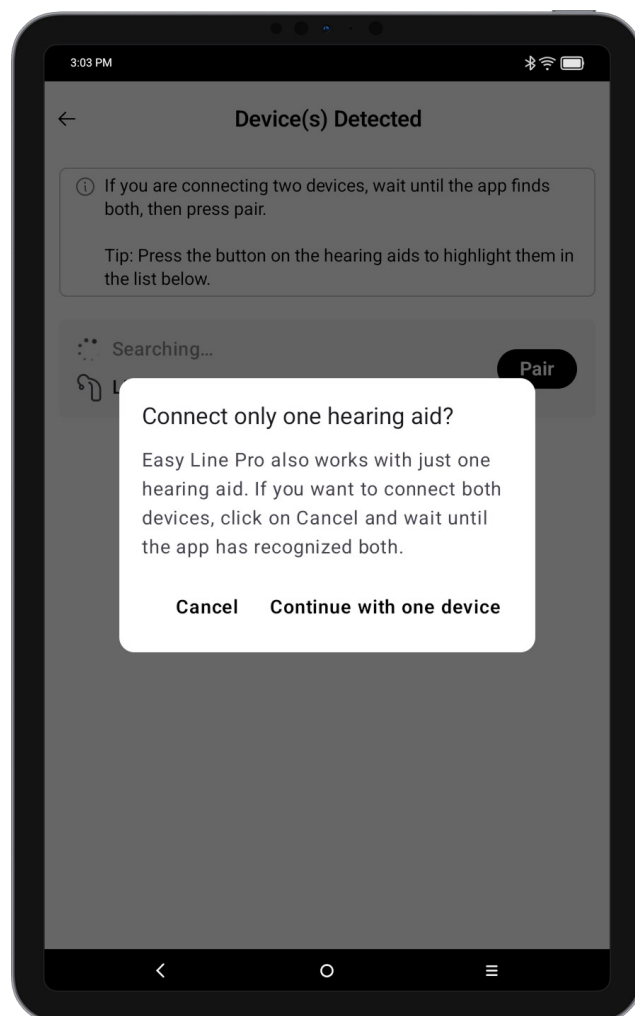 3:03 PM
Device(s) Detected
If you are connecting two devices, wait until the app finds
both, then press pair.
Tip: Press the button on the hearing aids to highlight them in
the list below.
Searching...
Pair
Connect only one hearing aid?
Easy Line Pro also works with just one
hearing aid. If you want to connect both
devices, click on Cancel and wait until
the app has recognized both.
Cancel Continue with one device